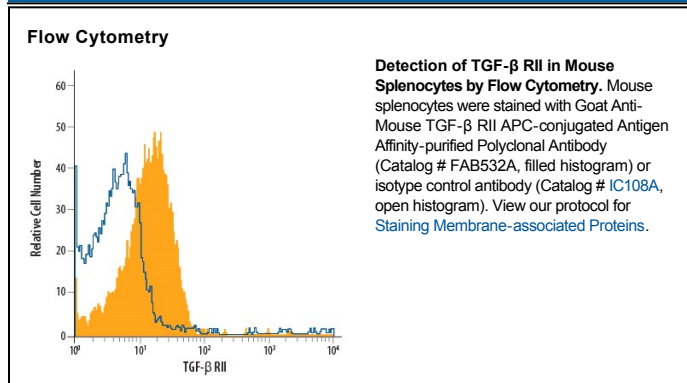 Flow Cytometry
Detection of TGF-β RII in Mouse
Splenocytes by Flow Cytometry. Mouse
splenocytes were stained with Goat Anti-
Mouse TGF-β RII APC-conjugated Antigen
Affinity-purified Polyclonal Antibody
(Catalog # FAB532A, filled histogram) or
isotype control antibody (Catalog # IC108A,
open histogram). View our protocol for
Staining Membrane-associated Proteins.
Relative Cell Number
60
50
40
30
20
10
0
10⁰ 10¹ 10² 10³ 10⁴
TGF-β RII